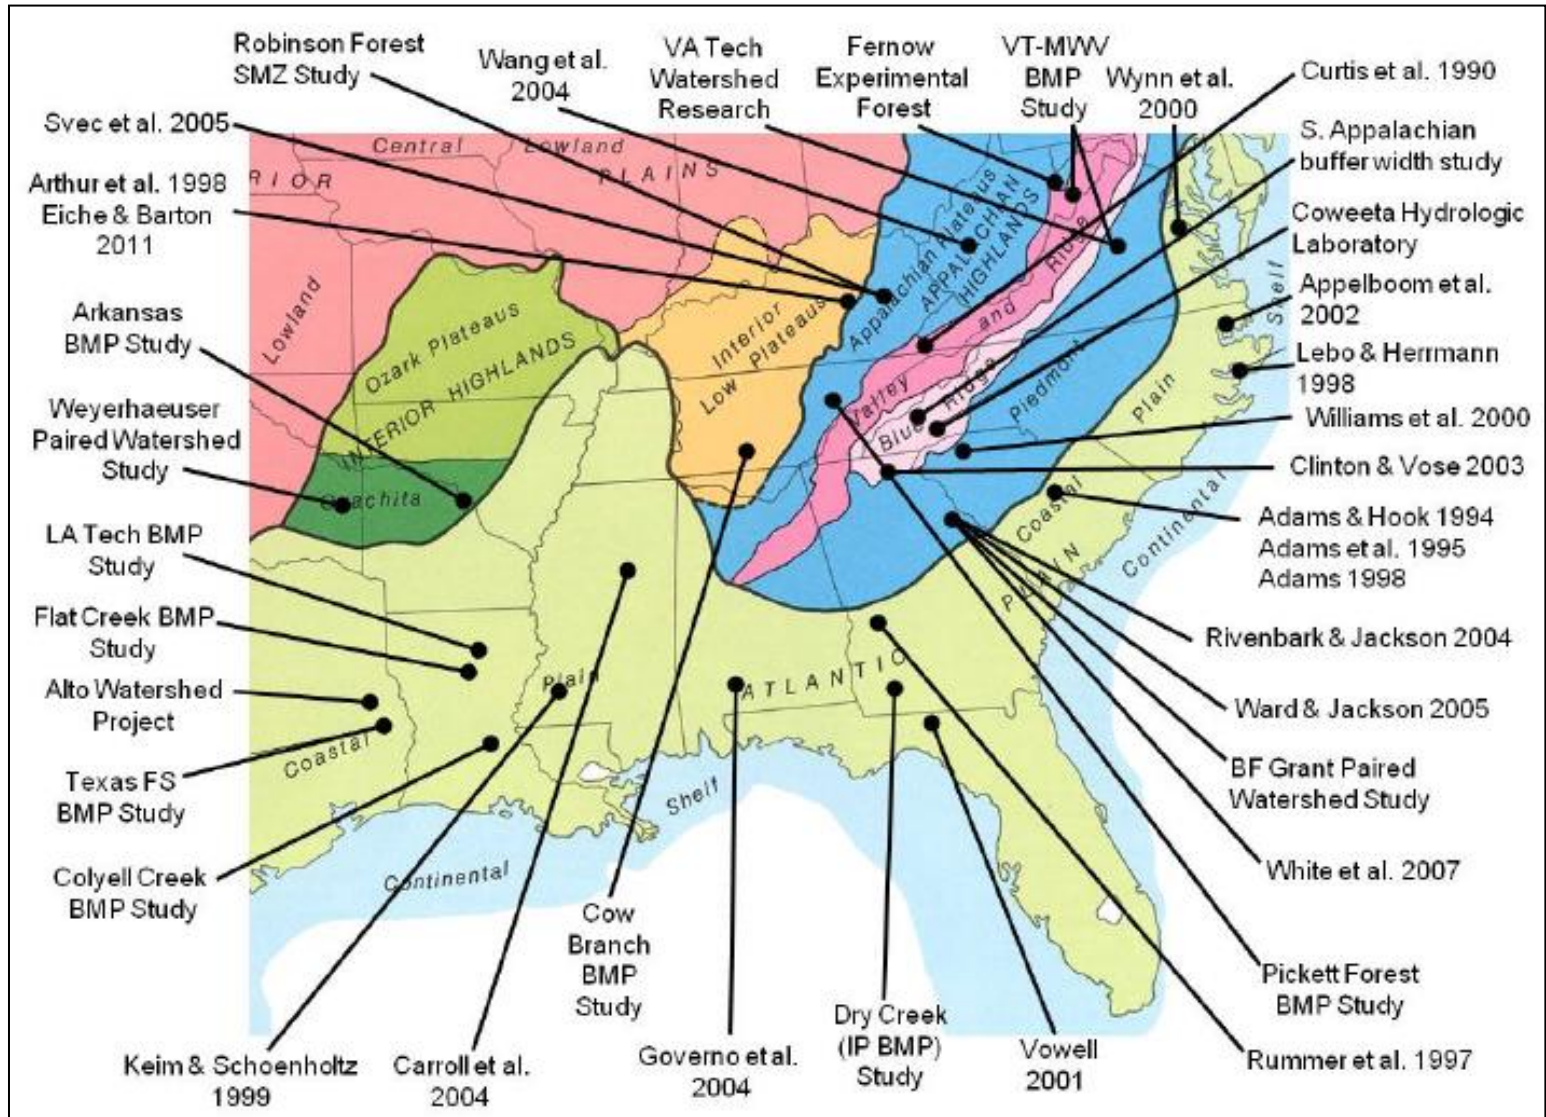 Robinson Forest
SMZ Study
Wang et al.
2004
VA Tech
Watershed
Research
Fernow
Experimental
Forest
VT-MWV
BMP
Study
Wynn et al.
2000
Curtis et al. 1990
S. Appalachian
buffer width study
Coweeta Hydrologic
Laboratory
Appelboom et al.
2002
Lebo & Herrmann
1998
Williams et al. 2000
Clinton & Vose 2003
Adams & Hook 1994
Adams et al. 1995
Adams 1998
Rivenbark & Jackson 2004
Ward & Jackson 2005
BF Grant Paired
Watershed Study
White et al. 2007
Pickett Forest
BMP Study
Rummer et al. 1997
Vowell
2001
Dry Creek
(IP BMP)
Study
Governo et al.
2004
Cow
Branch
BMP
Study
Carroll et al.
2004
Keim & Schoenholtz
1999
Colyell Creek
BMP Study
Texas FS
BMP Study
Alto Watershed
Project
Flat Creek BMP
Study
LA Tech BMP
Study
Weyerhaeuser
Paired Watershed
Study
Arkansas
BMP Study
Arthur et al. 1998
Eiche & Barton
2011
Svec et al. 2005
Central Lowland
RIOR PLAINS
Lowland
Ozark Plateaus
INTERIOR HIGHLANDS
Ouachita
Interior
Low Plateaus
Appalachian Plateaus
APPALACHIAN
HIGHLANDS
Valley and Ridge
Blue Ridge
Piedmont
Coastal Plain
ATLANTIC PLAIN
Coastal Plain
Continental Shelf
Continental Shelf